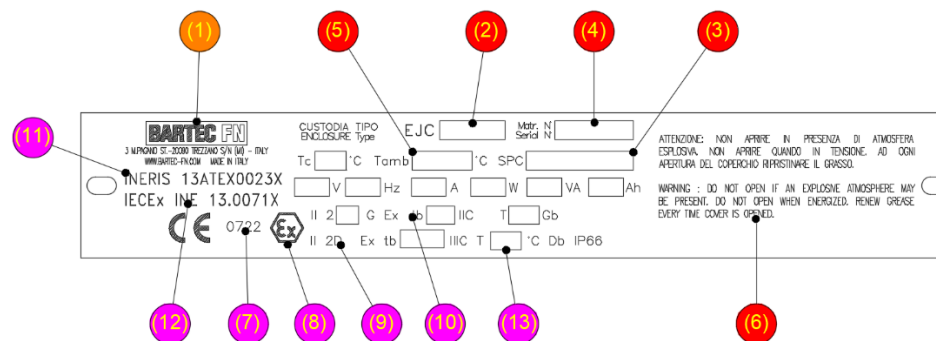 (1)
(5)
(2)
(4)
(3)
(11)
BARTEC FN
3 M.PAGANO ST.-20090 TREZZANO S/N (MI) - ITALY
WWW.BARTEC-FN.COM MADE IN ITALY
INERIS 13ATEX0023X
IECEx INE 13.0071X
CE 0722 Ex
CUSTODIA TIPO
ENCLOSURE Type
EJC
Matr. N°
Serial N°
Tc °C Tamb °C SPC
V Hz A W VA Ah
II 2 G Ex db IIC T Gb
II 2D Ex tb IIIC T °C Db IP66
ATTENZIONE: NON APRIRE IN PRESENZA DI ATMOSFERA
ESPLOSIVA. NON APRIRE QUANDO IN TENSIONE. AD OGNI
APERTURA DEL COPERCHIO RIPRISTINARE IL GRASSO.
WARNING : DO NOT OPEN IF AN EXPLOSIVE ATMOSPHERE MAY
BE PRESENT. DO NOT OPEN WHEN ENERGIZED. RENEW GREASE
EVERY TIME COVER IS OPENED.
(12)
(7)
(8)
(9)
(10)
(13)
(6)